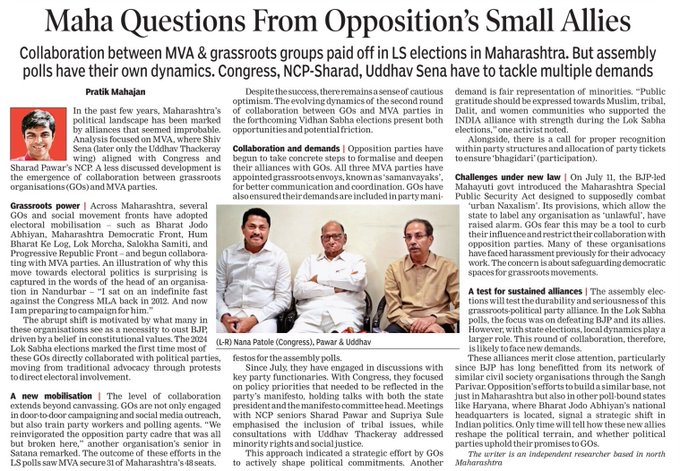 Maha Questions From Opposition's Small Allies
Collaboration between MVA & grassroots groups paid off in LS elections in Maharashtra. But assembly
polls have their own dynamics. Congress, NCP-Sharad, Uddhav Sena have to tackle multiple demands
Pratik Mahajan
In the past few years, Maharashtra's
political landscape has been marked
by alliances that seemed improbable.
Analysis focused on MVA, where Shiv
Sena (later only the Uddhav Thackeray
wing) aligned with Congress and
Sharad Pawar's NCP. A less discussed development is
the emergence of collaboration between grassroots
organisations (GOs) and MVA parties.
Grassroots power | Across Maharashtra, several
GOs and social movement fronts have adopted
electoral mobilisation – such as Bharat Jodo
Abhiyan, Maharashtra Democratic Front, Hum
Bharat Ke Log, Lok Morcha, Salokha Samiti, and
Progressive Republic Front – and begun collabora-
ting with MVA parties. An illustration of why this
move towards electoral politics is surprising is
captured in the words of the head of an organisa-
tion in Nandurbar – "I sat on an indefinite fast
against the Congress MLA back in 2012. And now
I am preparing to campaign for him."
The abrupt shift is motivated by what many in
these organisations see as a necessity to oust BJP,
driven by a belief in constitutional values. The 2024
Lok Sabha elections marked the first time most of
these GOs directly collaborated with political parties,
moving from traditional advocacy through protests
to direct electoral involvement.
A new mobilisation | The level of collaboration
extends beyond canvassing. GOs are not only engaged
in door-to-door campaigning and social media outreach,
but also train party workers and polling agents. "We
reinvigorated the opposition party cadre that was all
but broken here," another organisation's senior in
Satana remarked. The outcome of these efforts in the
LS polls saw MVA secure 31 of Maharashtra's 48 seats.
Despite the success, there remains a sense of cautious
optimism. The evolving dynamics of the second round
of collaboration between GOs and MVA parties in
the forthcoming Vidhan Sabha elections present both
opportunities and potential friction.
Collaboration and demands | Opposition parties have
begun to take concrete steps to formalise and deepen
their alliances with GOs. All three MVA parties have
appointed grassroots envoys, known as 'samanvayaks',
for better communication and coordination. GOs have
also ensured their demands are included in party mani-
(L-R) Nana Patole (Congress), Pawar & Uddhav
festos for the assembly polls.
Since July, they have engaged in discussions with
key party functionaries. With Congress, they focused
on policy priorities that needed to be reflected in the
party's manifesto, holding talks with both the state
president and the manifesto committee head. Meetings
with NCP seniors Sharad Pawar and Supriya Sule
emphasised the inclusion of tribal issues, while
consultations with Uddhav Thackeray addressed
minority rights and social justice.
This approach indicated a strategic effort by GOs
to actively shape political commitments. Another
demand is fair representation of minorities. "Public
gratitude should be expressed towards Muslim, tribal,
Dalit, and women communities who supported the
INDIA alliance with strength during the Lok Sabha
elections," one activist noted.
Alongside, there is a call for proper recognition
within party structures and allocation of party tickets
to ensure 'bhagidari' (participation).
Challenges under new law | On July 11, the BJP-led
Mahayuti govt introduced the Maharashtra Special
Public Security Act designed to supposedly combat
'urban Naxalism'. Its provisions, which allow the
state to label any organisation as 'unlawful', have
raised alarm. GOs fear this may be a tool to curb
their influence and restrict their collaboration with
opposition parties. Many of these organisations
have faced harassment previously for their advocacy
work. The concern is about safeguarding democratic
spaces for grassroots movements.
A test for sustained alliances | The assembly elec-
tions will test the durability and seriousness of this
grassroots-political party alliance. In the Lok Sabha
polls, the focus was on defeating BJP and its allies.
However, with state elections, local dynamics play a
larger role. This round of collaboration, therefore,
is likely to face new demands.
These alliances merit close attention, particularly
since BJP has long benefitted from its network of
similar civil society organisations through the Sangh
Parivar. Opposition's efforts to build a similar base, not
just in Maharashtra but also in other poll-bound states
like Haryana, where Bharat Jodo Abhiyan's national
headquarters is located, signal a strategic shift in
Indian politics. Only time will tell how these new allies
reshape the political terrain, and whether political
parties uphold their promises to GOs.
The writer is an independent researcher based in north
Maharashtra